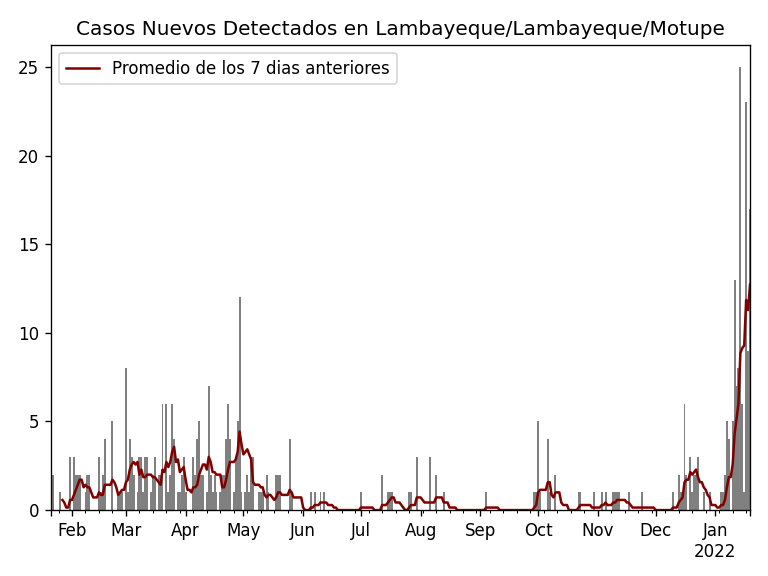 Casos Nuevos Detectados en Lambayeque/Lambayeque/Motupe
Promedio de los 7 dias anteriores
25
20
15
10
5
0
Feb Mar Apr May Jun Jul Aug Sep Oct Nov Dec Jan
2022